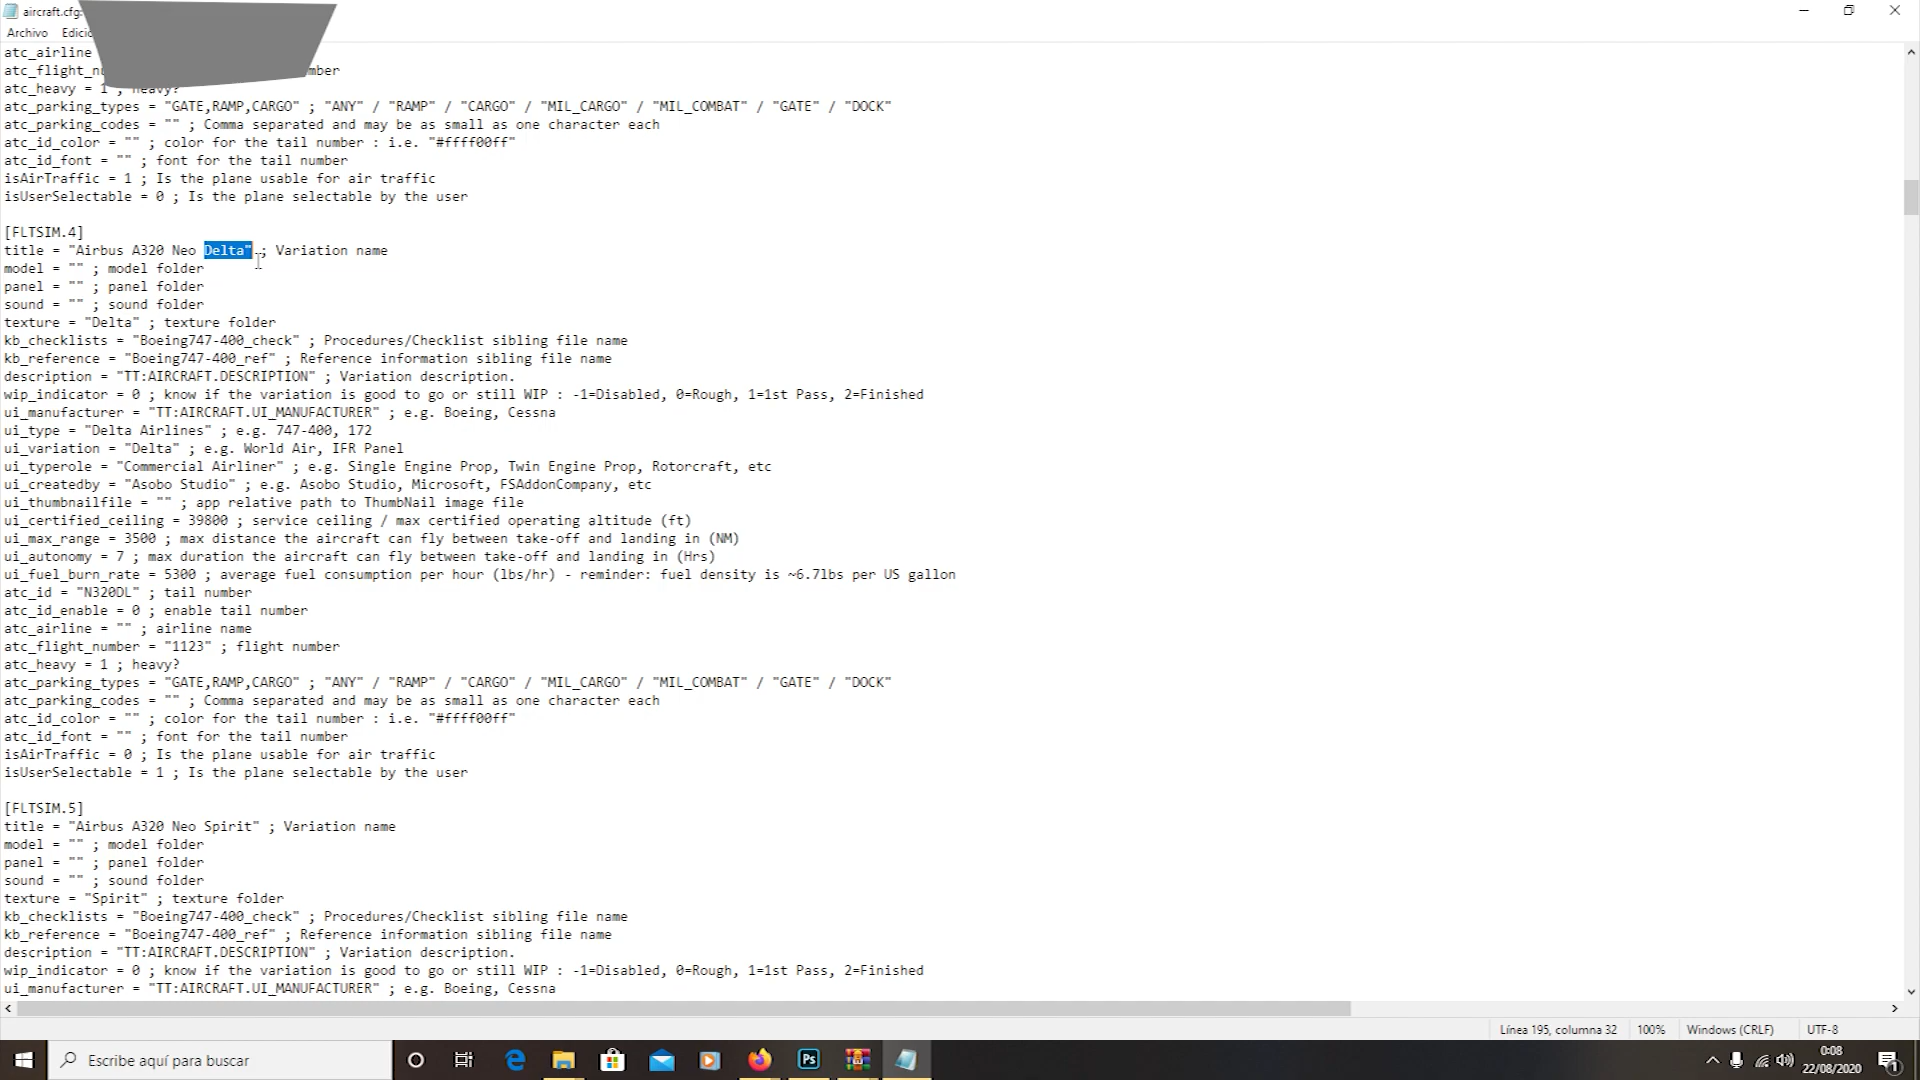 aircraft.cfg:
Archivo Edició
atc_airline
atc_flight_nu mber
atc_heavy = 1 ; heavy?
atc_parking_types = "GATE,RAMP,CARGO" ; "ANY" / "RAMP" / "CARGO" / "MIL_CARGO" / "MIL_COMBAT" / "GATE" / "DOCK"
atc_parking_codes = "" ; Comma separated and may be as small as one character each
atc_id_color = "" ; color for the tail number : i.e. "#ffff00ff"
atc_id_font = "" ; font for the tail number
isAirTraffic = 1 ; Is the plane usable for air traffic
isUserSelectable = 0 ; Is the plane selectable by the user
[FLTSIM.4]
title = "Airbus A320 Neo Delta" ; Variation name
model = "" ; model folder
panel = "" ; panel folder
sound = "" ; sound folder
texture = "Delta" ; texture folder
kb_checklists = "Boeing747-400_check" ; Procedures/Checklist sibling file name
kb_reference = "Boeing747-400_ref" ; Reference information sibling file name
description = "TT:AIRCRAFT.DESCRIPTION" ; Variation description.
wip_indicator = 0 ; know if the variation is good to go or still WIP : -1=Disabled, 0=Rough, 1=1st Pass, 2=Finished
ui_manufacturer = "TT:AIRCRAFT.UI_MANUFACTURER" ; e.g. Boeing, Cessna
ui_type = "Delta Airlines" ; e.g. 747-400, 172
ui_variation = "Delta" ; e.g. World Air, IFR Panel
ui_typerole = "Commercial Airliner" ; e.g. Single Engine Prop, Twin Engine Prop, Rotorcraft, etc
ui_createdby = "Asobo Studio" ; e.g. Asobo Studio, Microsoft, FSAddonCompany, etc
ui_thumbnailfile = "" ; app relative path to ThumbNail image file
ui_certified_ceiling = 39800 ; service ceiling / max certified operating altitude (ft)
ui_max_range = 3500 ; max distance the aircraft can fly between take-off and landing in (NM)
ui_autonomy = 7 ; max duration the aircraft can fly between take-off and landing in (Hrs)
ui_fuel_burn_rate = 5300 ; average fuel consumption per hour (lbs/hr) - reminder: fuel density is ~6.7lbs per US gallon
atc_id = "N320DL" ; tail number
atc_id_enable = 0 ; enable tail number
atc_airline = "" ; airline name
atc_flight_number = "1123" ; flight number
atc_heavy = 1 ; heavy?
atc_parking_types = "GATE,RAMP,CARGO" ; "ANY" / "RAMP" / "CARGO" / "MIL_CARGO" / "MIL_COMBAT" / "GATE" / "DOCK"
atc_parking_codes = "" ; Comma separated and may be as small as one character each
atc_id_color = "" ; color for the tail number : i.e. "#ffff00ff"
atc_id_font = "" ; font for the tail number
isAirTraffic = 0 ; Is the plane usable for air traffic
isUserSelectable = 1 ; Is the plane selectable by the user
[FLTSIM.5]
title = "Airbus A320 Neo Spirit" ; Variation name
model = "" ; model folder
panel = "" ; panel folder
sound = "" ; sound folder
texture = "Spirit" ; texture folder
kb_checklists = "Boeing747-400_check" ; Procedures/Checklist sibling file name
kb_reference = "Boeing747-400_ref" ; Reference information sibling file name
description = "TT:AIRCRAFT.DESCRIPTION" ; Variation description.
wip_indicator = 0 ; know if the variation is good to go or still WIP : -1=Disabled, 0=Rough, 1=1st Pass, 2=Finished
ui_manufacturer = "TT:AIRCRAFT.UI_MANUFACTURER" ; e.g. Boeing, Cessna
Línea 195, columna 32 100% Windows (CRLF) UTF-8
Escribe aquí para buscar
Ps
0:08
22/08/2020
1